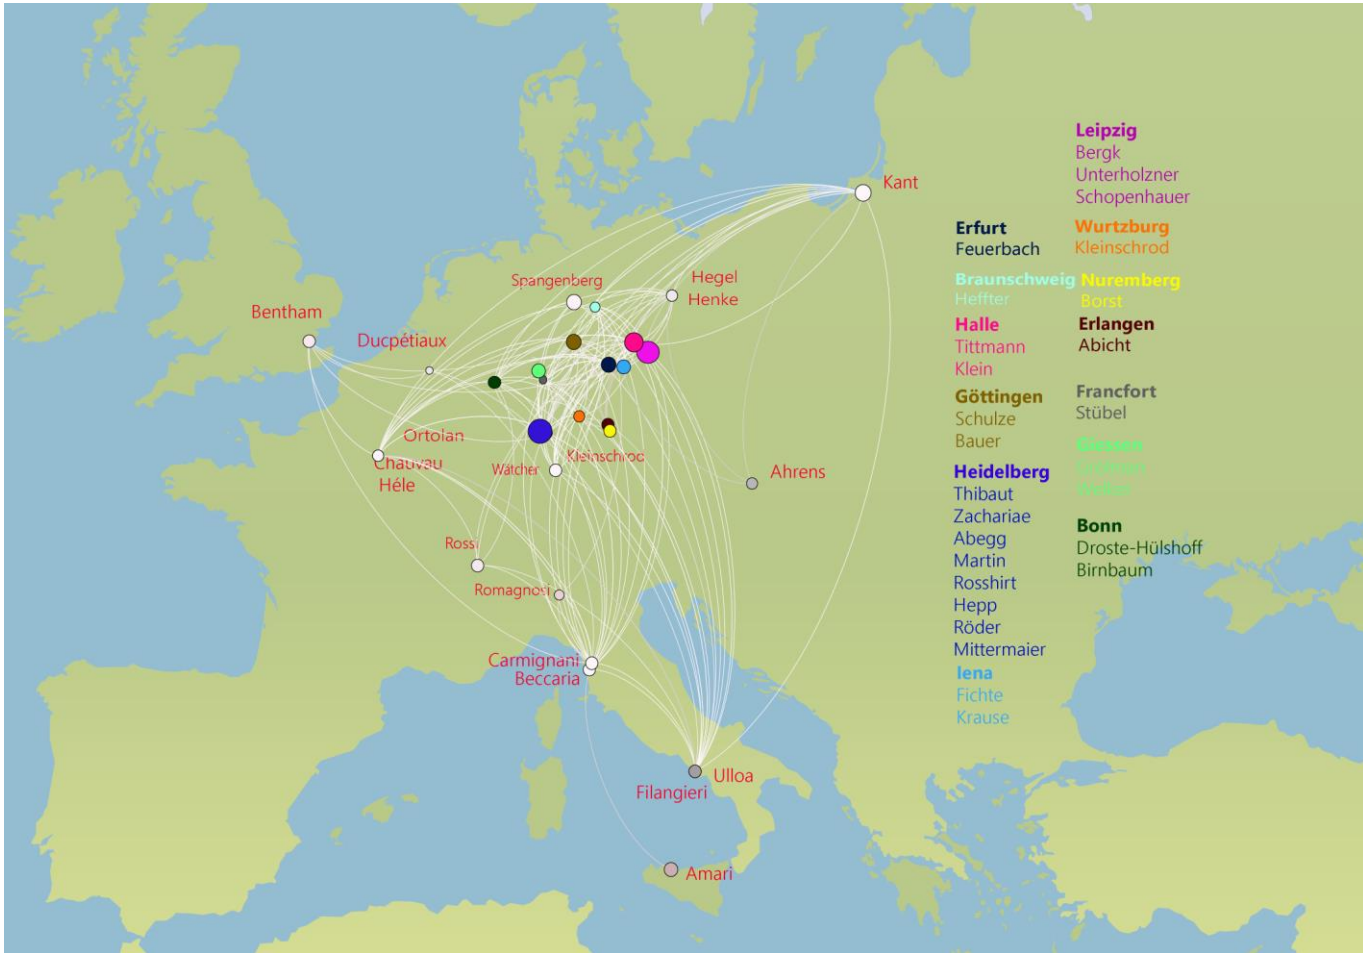 Kant
Spangenberg
Hegel
Henke
Bentham
Ducpétiaux
Ortolan
Chauvau
Héle
Wätcher
Kleinschrod
Ahrens
Rossi
Romagnosi
Carmignani
Beccaria
Ulloa
Filangieri
Amari
Erfurt
Feuerbach
Braunschweig
Heffter
Halle
Tittmann
Klein
Göttingen
Schulze
Bauer
Heidelberg
Thibaut
Zachariae
Abegg
Martin
Rosshirt
Hepp
Röder
Mittermaier
Iena
Fichte
Krause
Leipzig
Bergk
Unterholzner
Schopenhauer
Wurtzburg
Kleinschrod
Nuremberg
Borst
Erlangen
Abicht
Francfort
Stübel
Giessen
Bonn
Droste-Hülshoff
Birnbaum